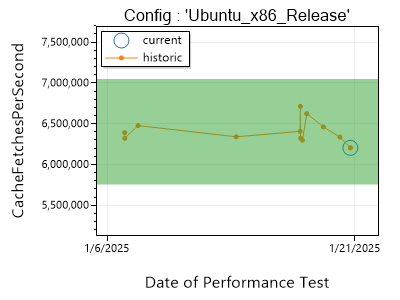 Config : 'Ubuntu_x86_Release'
current
historic
CacheFetchesPerSecond
7,500,000
7,000,000
6,500,000
6,000,000
5,500,000
1/6/2025
1/21/2025
Date of Performance Test